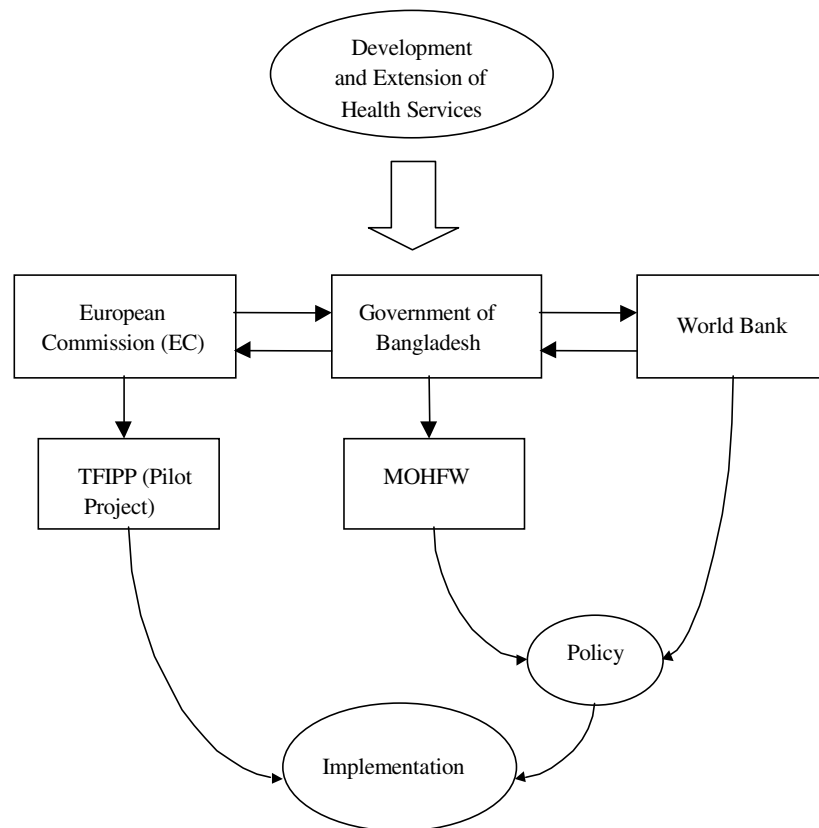 Development
and Extension of
Health Services
European
Commission (EC)
Government of
Bangladesh
World Bank
TFIPP (Pilot
Project)
MOHFW
Policy
Implementation